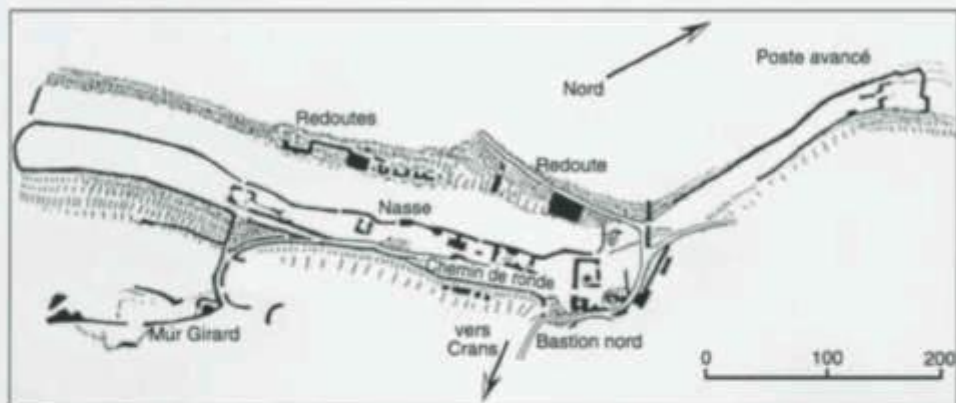 Poste avancé
Nord
Redoutes
Redoute
Nasse
Chemin de ronde
Mur Girard
vers
Crans
Bastion nord
0 100 200